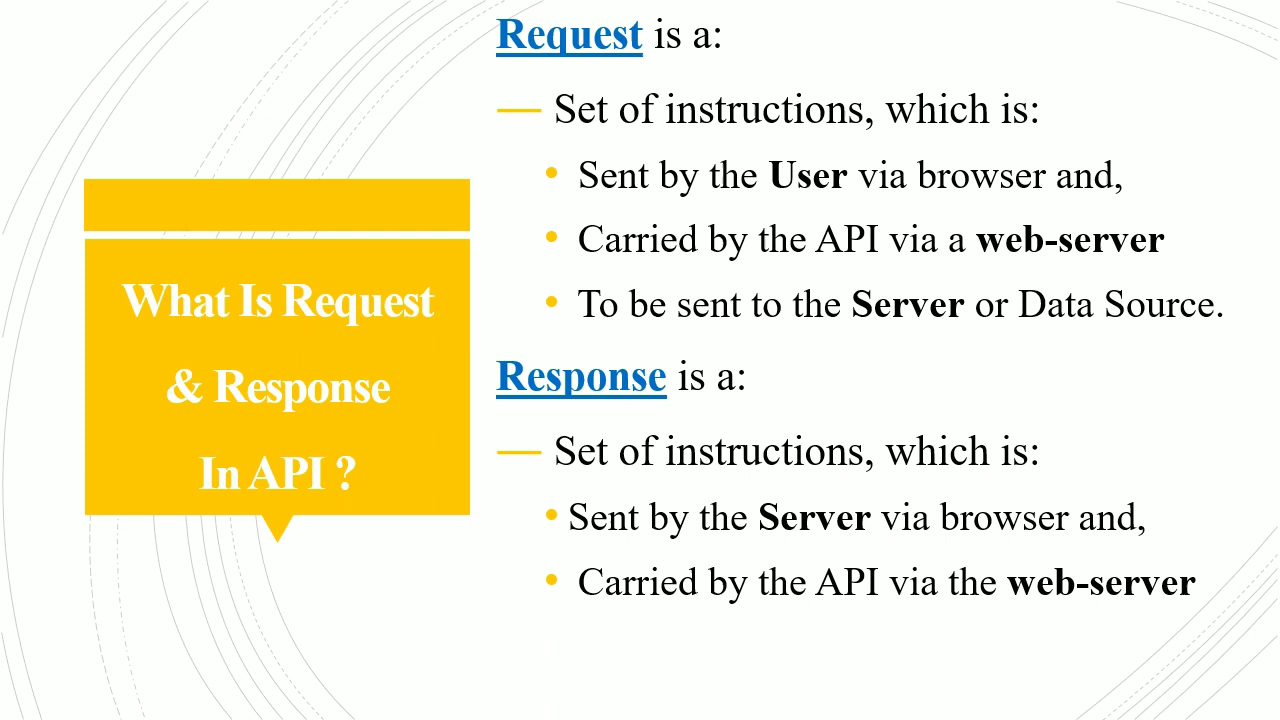 What Is Request
& Response
In API ?
Request is a:
— Set of instructions, which is:
• Sent by the User via browser and,
• Carried by the API via a web-server
• To be sent to the Server or Data Source.
Response is a:
— Set of instructions, which is:
• Sent by the Server via browser and,
• Carried by the API via the web-server